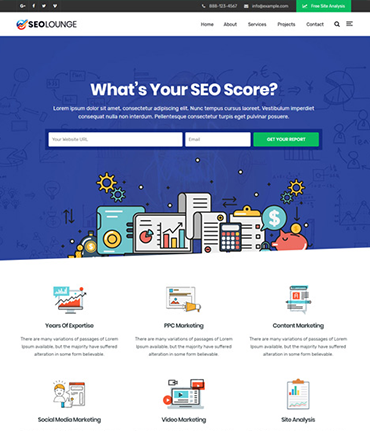 888-123-4567 info@example.com Free Site Analysis
SEOLOUNGE Home About Services Projects Contact
What's Your SEO Score?
Lorem ipsum dolor sit amet, consectetur adipiscing elit. Nunc tempus cursus laoreet, Vestibulum imperdiet
consequat nullam non interdum. Pellentesque consectetur turpis eget pulvinar posuere.
Your Website URL Email GET YOUR REPORT
$
Years Of Expertise PPC Marketing Content Marketing
There are many variations of passages of Lorem There are many variations of passages of Lorem There are many variations of passages of Lorem
Ipsum available, but the majority have suffered Ipsum available, but the majority have suffered Ipsum available, but the majority have suffered
alteration in some form believable. alteration in some form believable. alteration in some form believable.
Social Media Marketing Video Marketing Site Analysis